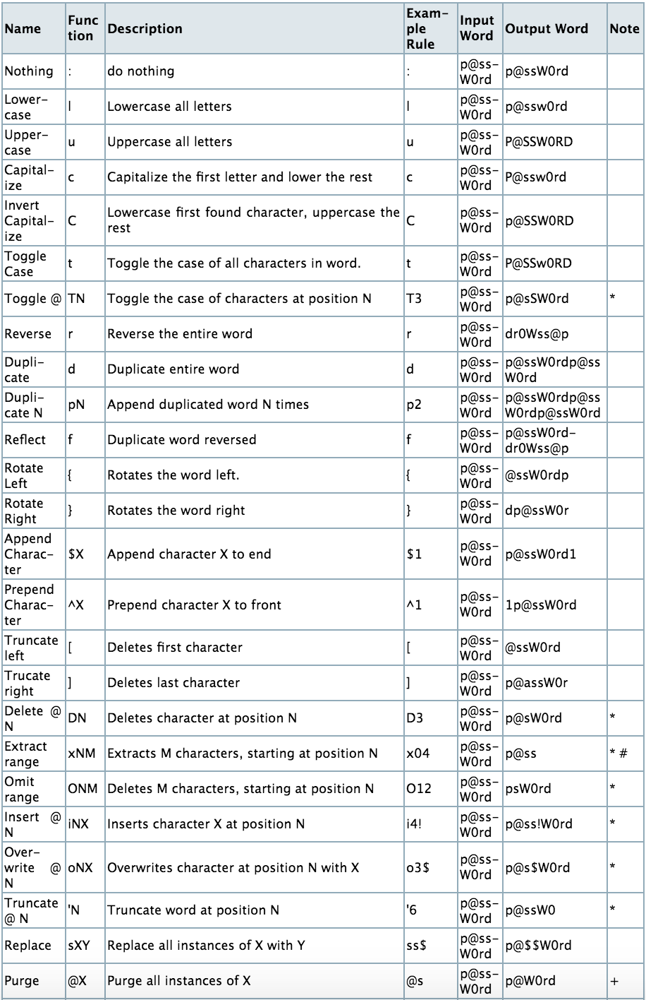 Name Func Description Exam- Input Output Word Note
tion ple Word
Rule
Nothing : do nothing : p@ss- p@ssW0rd
W0rd
Lower- l Lowercase all letters l p@ss- p@ssw0rd
case W0rd
Upper- u Uppercase all letters u p@ss- P@SSW0RD
case W0rd
Capital- c Capitalize the first letter and lower the rest c p@ss- P@ssw0rd
ize W0rd
Invert C Lowercase first found character, uppercase the C p@ss- p@SSW0RD
Capital- rest W0rd
ize
Toggle t Toggle the case of all characters in word. t p@ss- P@SSw0RD
Case W0rd
Toggle @ TN Toggle the case of characters at position N T3 p@ss- p@sSW0rd *
W0rd
Reverse r Reverse the entire word r p@ss- dr0Wss@p
W0rd
Dupli- d Duplicate entire word d p@ss- p@ssW0rdp@ss
cate W0rd W0rd
Dupli- pN Append duplicated word N times p2 p@ss- p@ssW0rdp@ss
cate N W0rd W0rdp@ssW0rd
Reflect f Duplicate word reversed f p@ss- p@ssW0rd-
W0rd dr0Wss@p
Rotate { Rotates the word left. { p@ss- @ssW0rdp
Left W0rd
Rotate } Rotates the word right } p@ss- dp@ssW0r
Right W0rd
Append $X Append character X to end $1 p@ss- p@ssW0rd1
Charac- W0rd
ter
Prepend ^X Prepend character X to front ^1 p@ss- 1p@ssW0rd
Charac- W0rd
ter
Truncate [ Deletes first character [ p@ss- @ssW0rd
left W0rd
Trucate ] Deletes last character ] p@ss- p@assW0r
right W0rd
Delete @ DN Deletes character at position N D3 p@ss- p@sW0rd *
N W0rd
Extract xNM Extracts M characters, starting at position N x04 p@ss- p@ss * #
range W0rd
Omit ONM Deletes M characters, starting at position N O12 p@ss- psW0rd *
range W0rd
Insert @ iNX Inserts character X at position N i4! p@ss- p@ss!W0rd *
N W0rd
Over- oNX Overwrites character at position N with X o3$ p@ss- p@s$W0rd *
write @ W0rd
N
Truncate 'N Truncate word at position N '6 p@ss- p@ssW0 *
@ N W0rd
Replace sXY Replace all instances of X with Y ss$ p@ss- p@$$W0rd
W0rd
Purge @X Purge all instances of X @s p@ss- p@W0rd +
W0rd